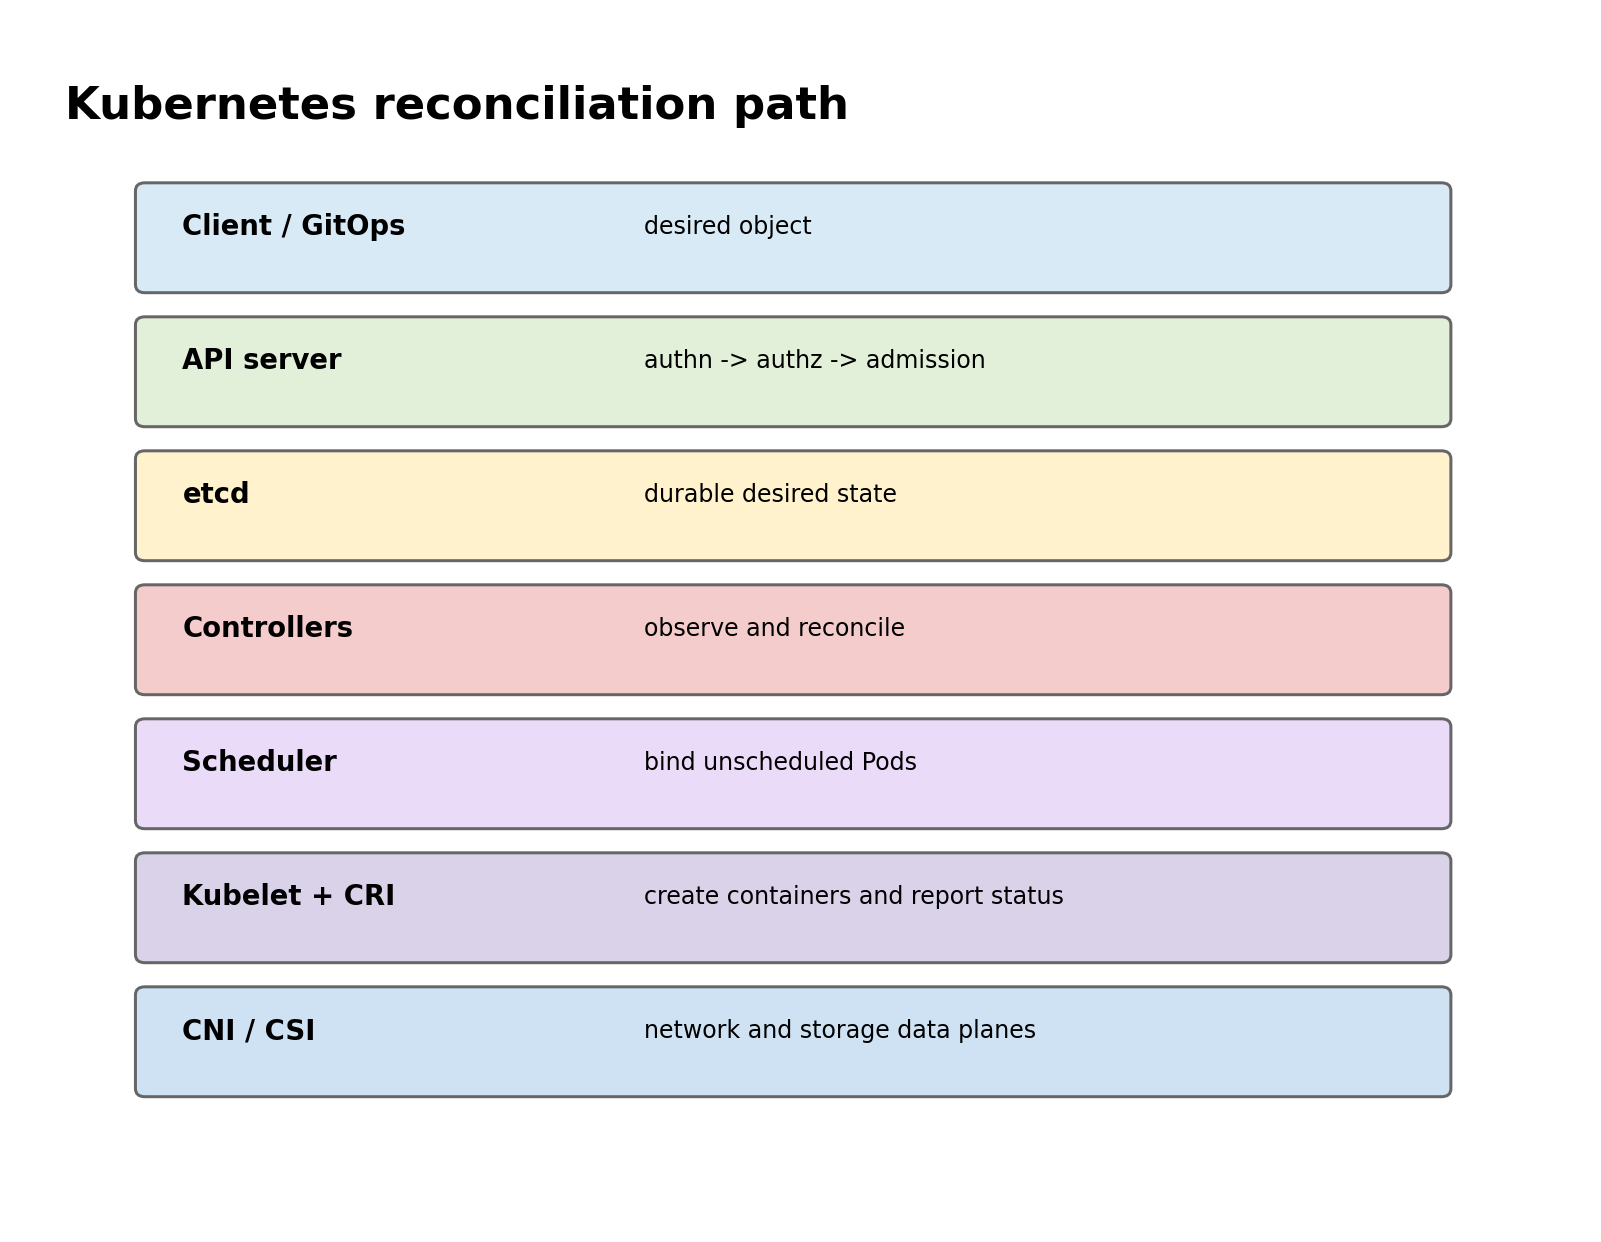 Kubernetes reconciliation path
Client / GitOps desired object
API server authn -> authz -> admission
etcd durable desired state
Controllers observe and reconcile
Scheduler bind unscheduled Pods
Kubelet + CRI create containers and report status
CNI / CSI network and storage data planes